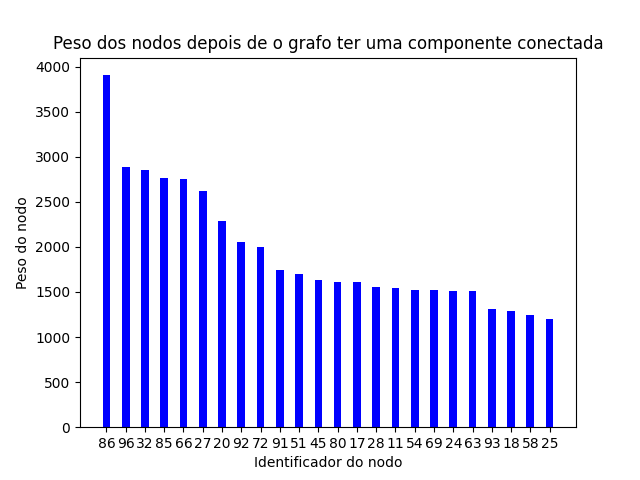 Peso dos nodos depois de o grafo ter uma componente conectada
4000
3500
3000
2500
2000
1500
1000
500
0
Peso do nodo
86 96 32 85 66 27 20 92 72 91 51 45 80 17 28 11 54 69 24 63 93 18 58 25
Identificador do nodo